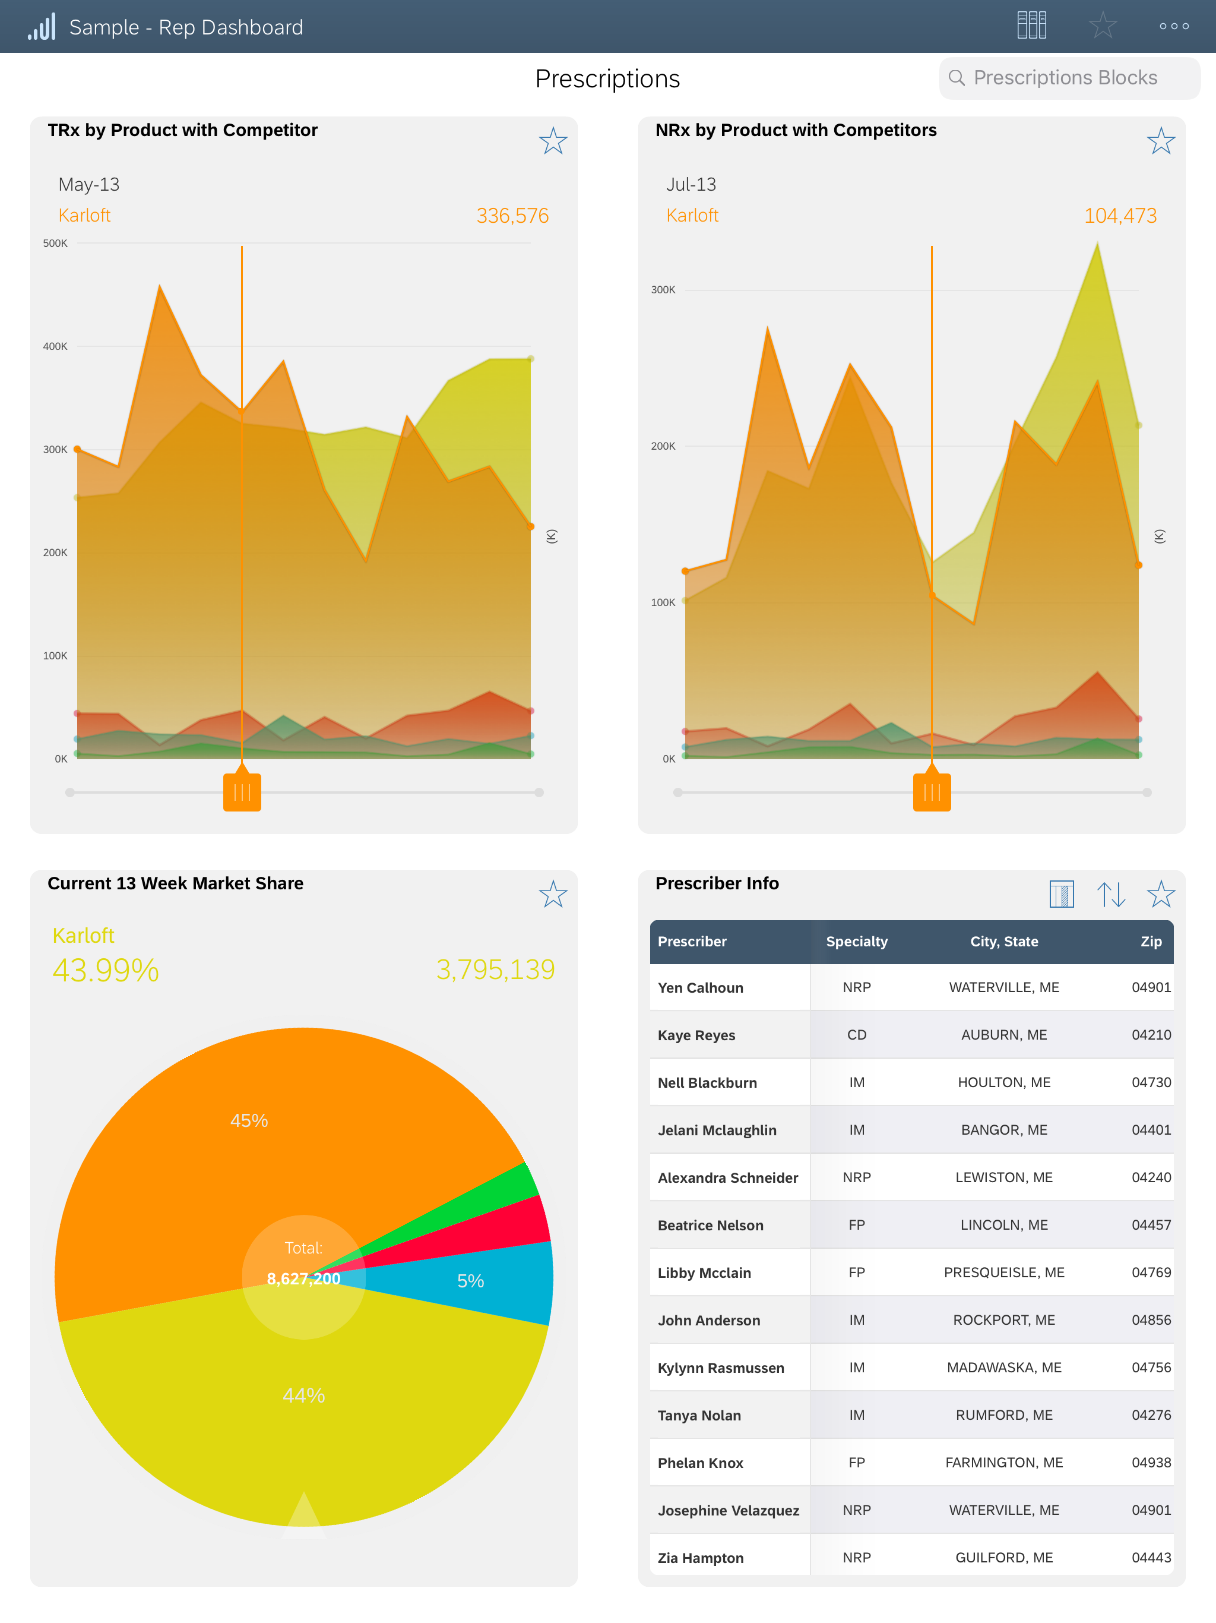 Sample - Rep Dashboard
Prescriptions
Prescriptions Blocks
TRx by Product with Competitor
May-13
Karloft 336,576
500K
400K
300K
200K
100K
0K
(K)
NRx by Product with Competitors
Jul-13
Karloft 104,473
300K
200K
100K
0K
(K)
Current 13 Week Market Share
Karloft
43.99% 3,795,139
45%
Total:
8,627,200
5%
44%
Prescriber Info
Prescriber Specialty City, State Zip
Yen Calhoun NRP WATERVILLE, ME 04901
Kaye Reyes CD AUBURN, ME 04210
Nell Blackburn IM HOULTON, ME 04730
Jelani Mclaughlin IM BANGOR, ME 04401
Alexandra Schneider NRP LEWISTON, ME 04240
Beatrice Nelson FP LINCOLN, ME 04457
Libby Mcclain FP PRESQUEISLE, ME 04769
John Anderson IM ROCKPORT, ME 04856
Kylynn Rasmussen IM MADAWASKA, ME 04756
Tanya Nolan IM RUMFORD, ME 04276
Phelan Knox FP FARMINGTON, ME 04938
Josephine Velazquez NRP WATERVILLE, ME 04901
Zia Hampton NRP GUILFORD, ME 04443